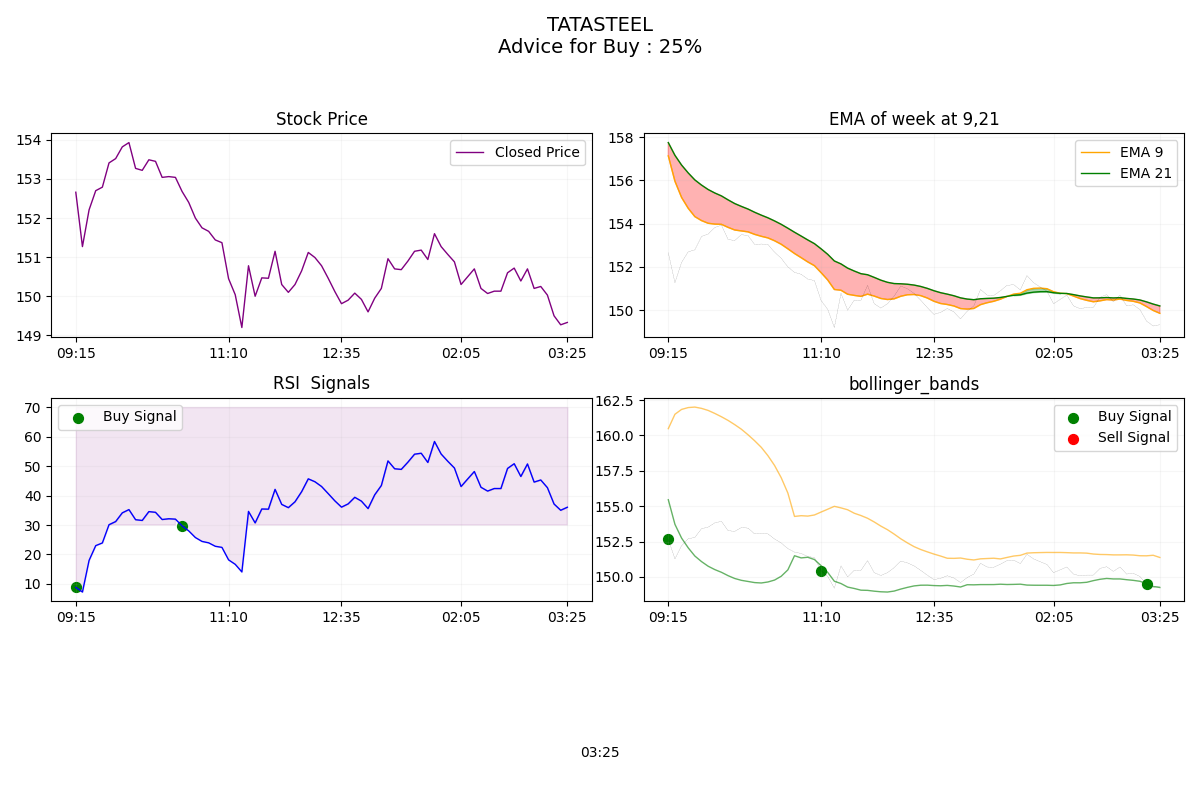 TATASTEEL
Advice for Buy : 25%
Stock Price
154
153
152
151
150
149
Closed Price
09:15 11:10 12:35 02:05 03:25
EMA of week at 9,21
158
156
154
152
150
EMA 9
EMA 21
09:15 11:10 12:35 02:05 03:25
RSI  Signals
70
60
50
40
30
20
10
Buy Signal
09:15 11:10 12:35 02:05 03:25
bollinger_bands
162.5
160.0
157.5
155.0
152.5
150.0
Buy Signal
Sell Signal
09:15 11:10 12:35 02:05 03:25
03:25